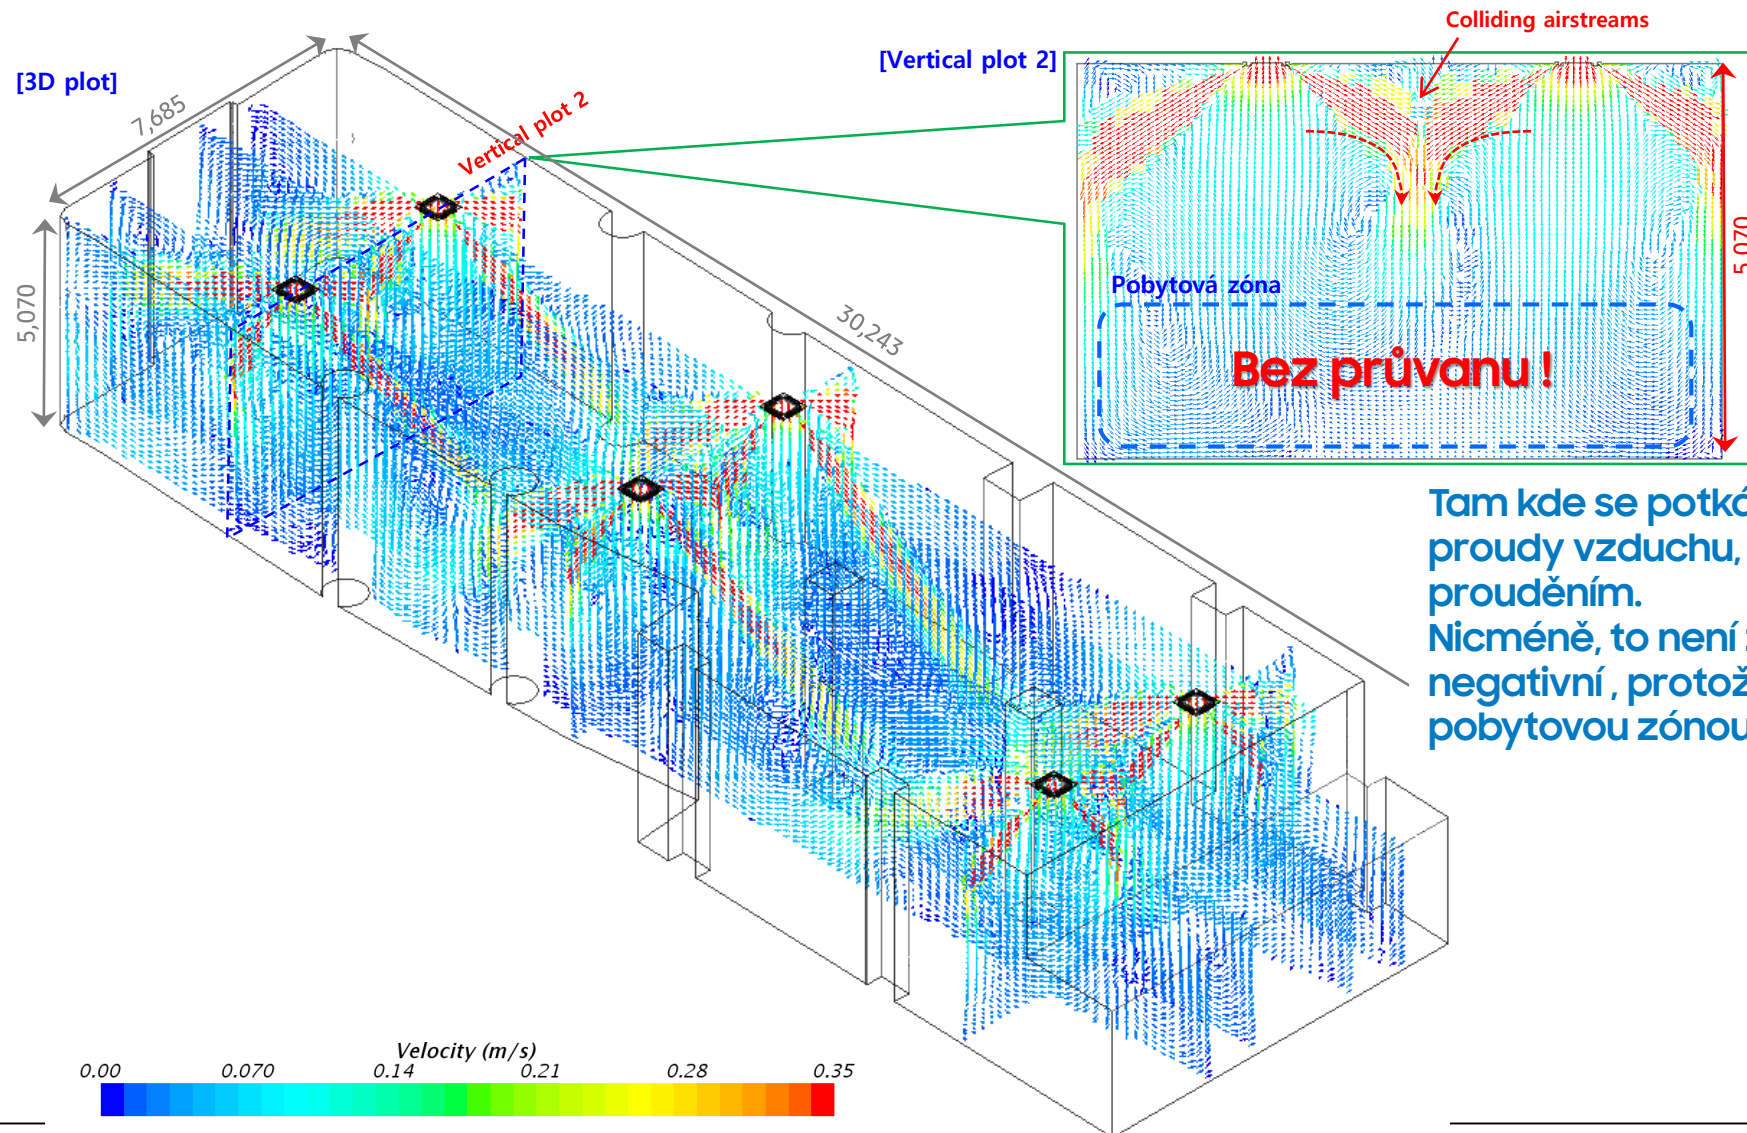 [3D plot]
7,685
5,070
Vertical plot 2
30,243
[Vertical plot 2]
Colliding airstreams
5,070
Pobytová zóna
Bez průvanu !
Tam kde se
proudy vzduchu,
prouděním.
Nicméně, to není
negativní ,
pobytovou zónou
Velocity (m/s)
0.00 0.070 0.14 0.21 0.28 0.35